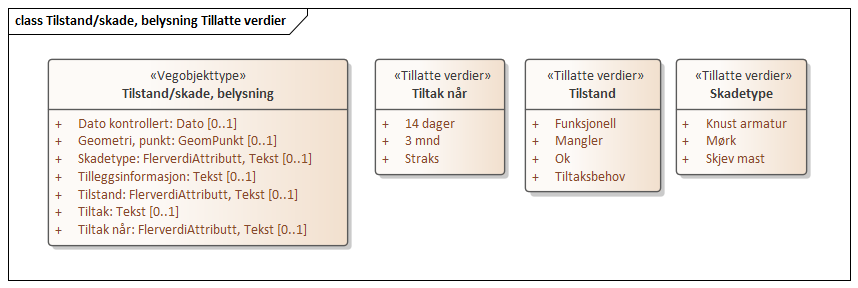 class Tilstand/skade, belysning Tillatte verdier
«Vegobjekttype»
Tilstand/skade, belysning
+ Dato kontrollert: Dato [0..1]
+ Geometri, punkt: GeomPunkt [0..1]
+ Skadetype: FlerverdiAttributt, Tekst [0..1]
+ Tilleggsinformasjon: Tekst [0..1]
+ Tilstand: FlerverdiAttributt, Tekst [0..1]
+ Tiltak: Tekst [0..1]
+ Tiltak når: FlerverdiAttributt, Tekst [0..1]
«Tillatte verdier»
Tiltak når
+ 14 dager
+ 3 mnd
+ Straks
«Tillatte verdier»
Tilstand
+ Funksjonell
+ Mangler
+ Ok
+ Tiltaksbehov
«Tillatte verdier»
Skadetype
+ Knust armatur
+ Mørk
+ Skjev mast